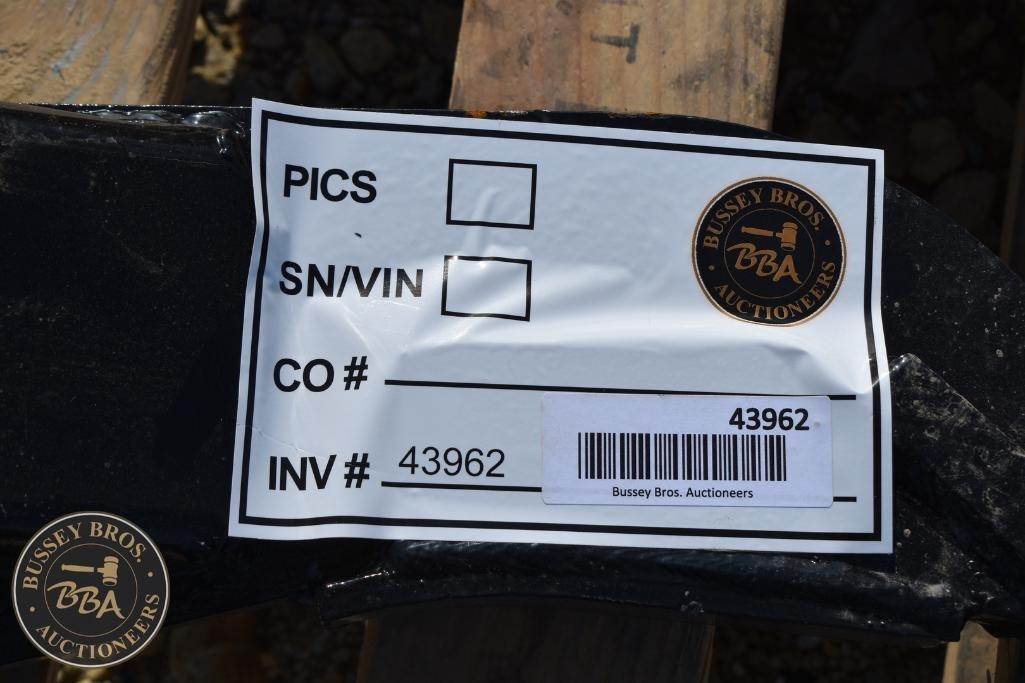 PICS
SN/VIN
CO #
INV # 43962
BUSSEY BROS.
BBA
AUCTIONEERS
43962
Bussey Bros. Auctioneers
BUSSEY BROS.
BBA
AUCTIONEERS